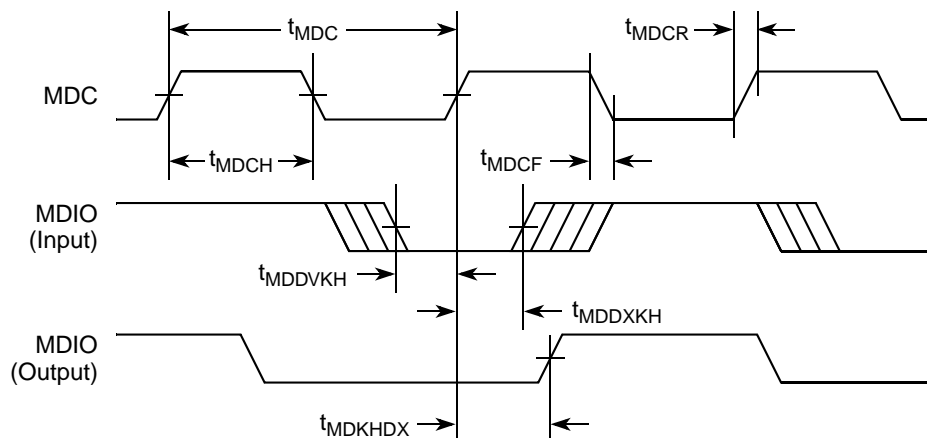 tMDC
tMDCR
MDC
tMDCH
tMDCF
MDIO
(Input)
tMDDVKH
tMDDXKH
MDIO
(Output)
tMDKHDX